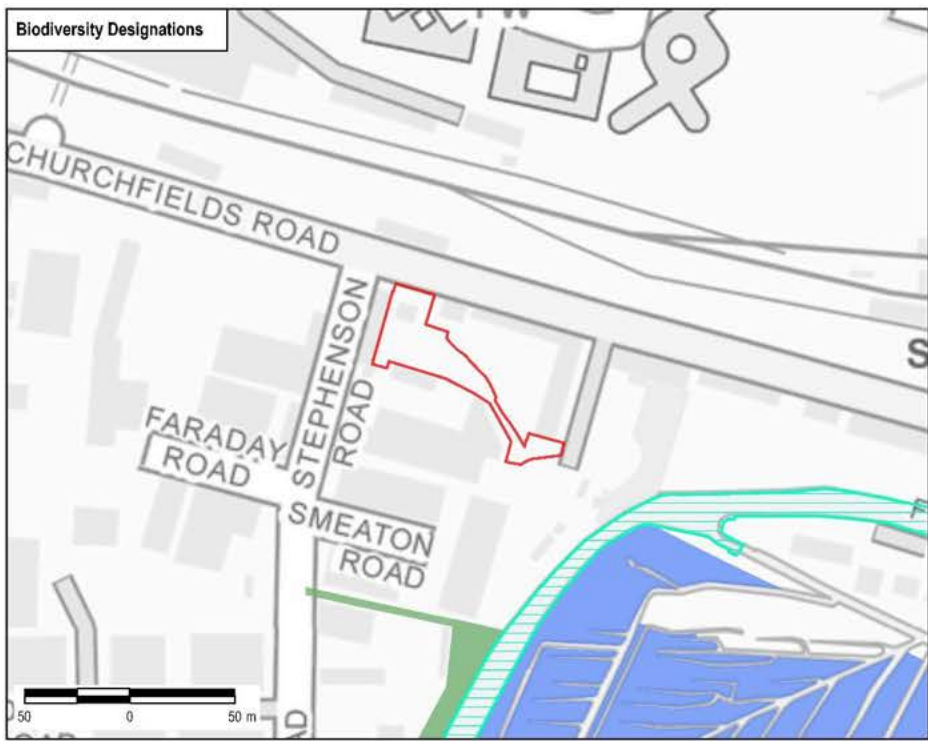 Biodiversity Designations
CHURCHFIELDS ROAD
STEPHENSON
ROAD
FARADAY
ROAD
SMEATON
ROAD
S
50 0 50 m